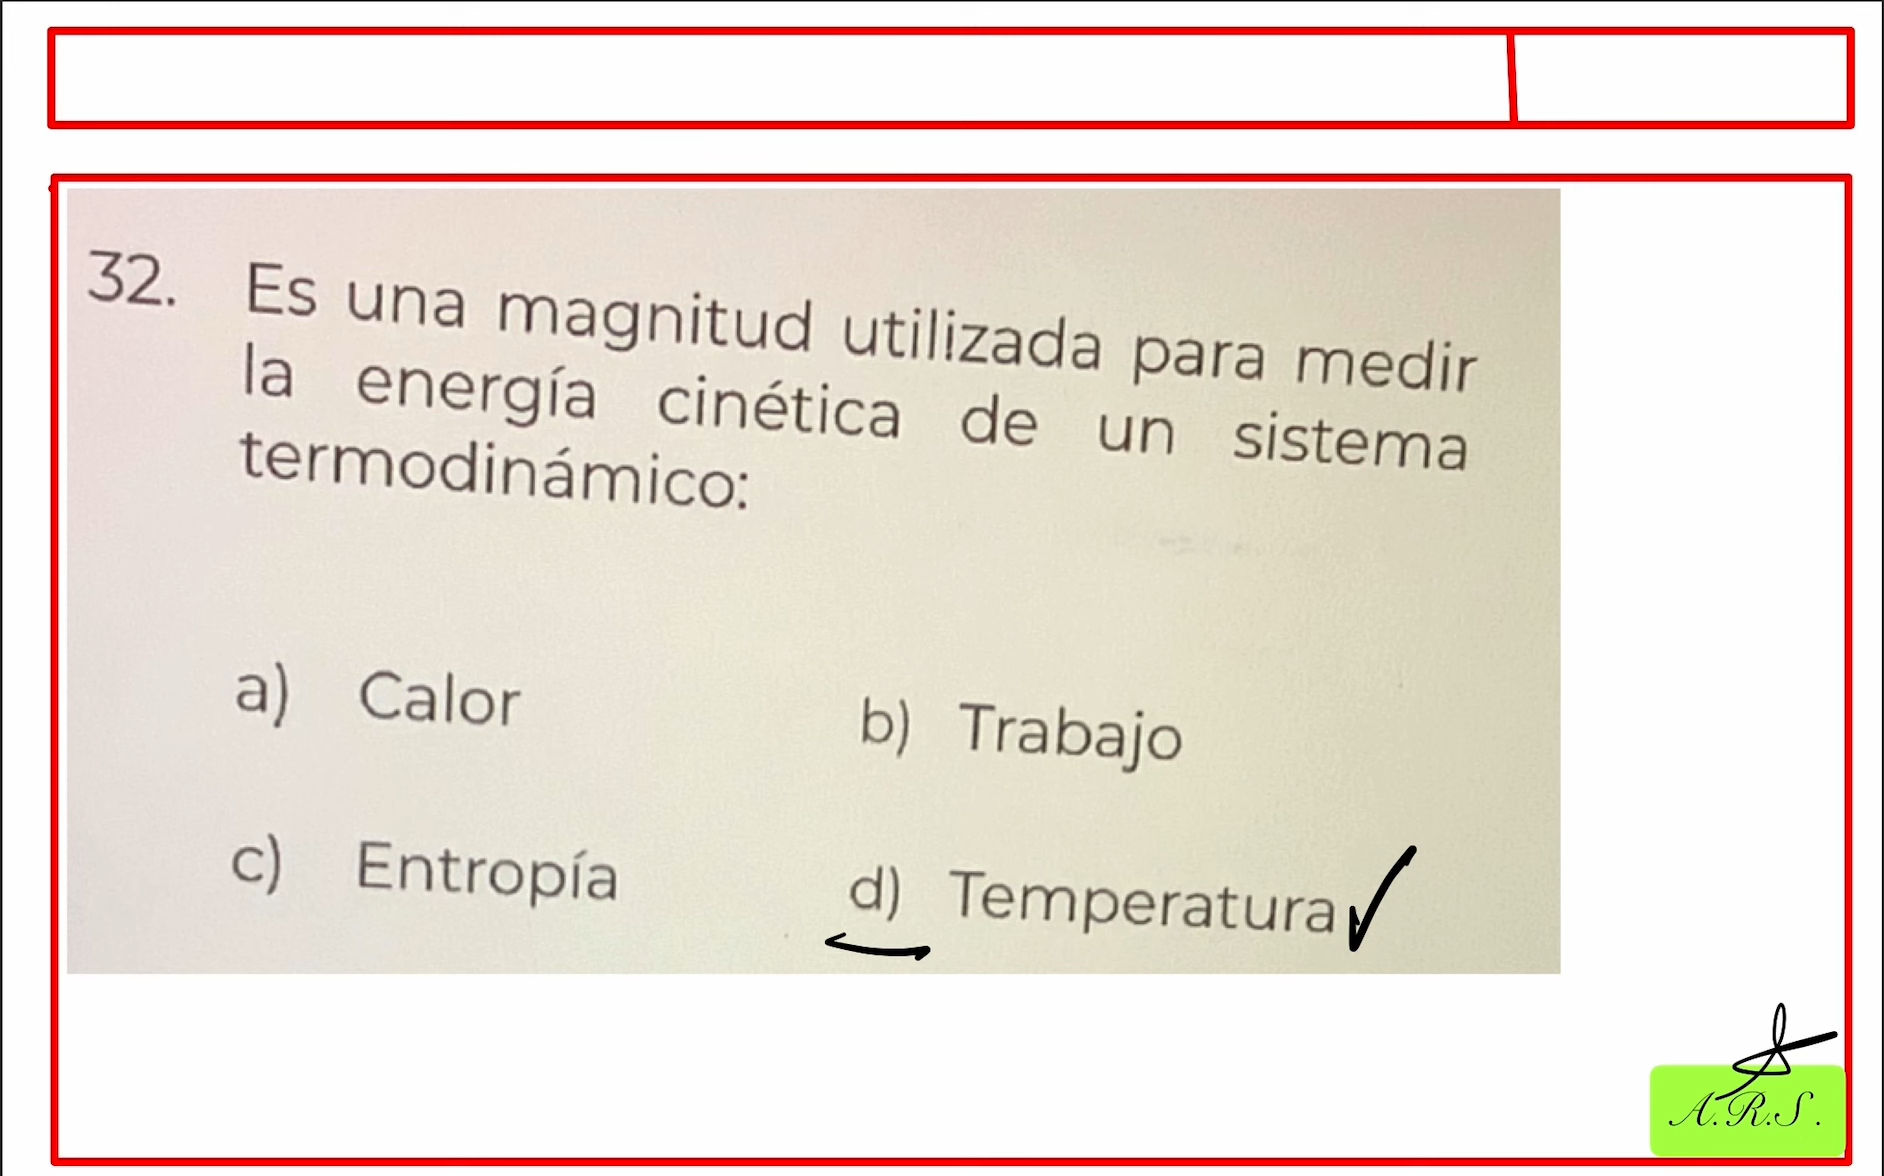 32. Es una magnitud utilizada para medir
la energía cinética de un sistema
termodinámico:
a) Calor
b) Trabajo
c) Entropía
d) Temperatura
A.R.S.